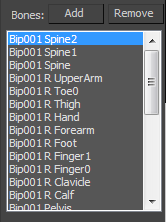 Bones: Add Remove
Bip001 Spine2
Bip001 Spine1
Bip001 Spine
Bip001 R UpperArm
Bip001 R Toe0
Bip001 R Thigh
Bip001 R Hand
Bip001 R Forearm
Bip001 R Foot
Bip001 R Finger1
Bip001 R Finger0
Bip001 R Clavicle
Bip001 R Calf
Bip001 Pelvis